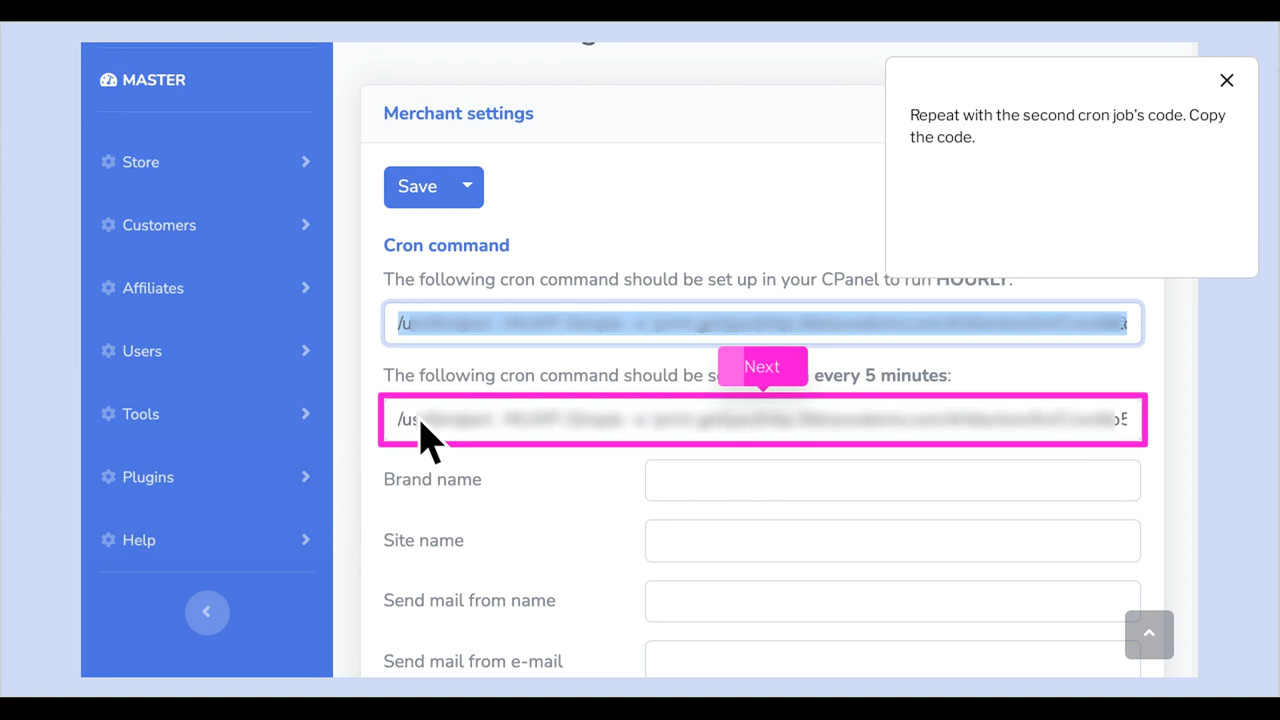 MASTER
Store
Customers
Affiliates
Users
Tools
Plugins
Help
Merchant settings
Save
Cron command
The following cron command should be set up in your CPanel to run HOURLY:
/u
The following cron command should be s
every 5 minutes:
/us
o5
Brand name
Site name
Send mail from name
Send mail from e-mail
Next
Repeat with the second cron job's code. Copy
the code.